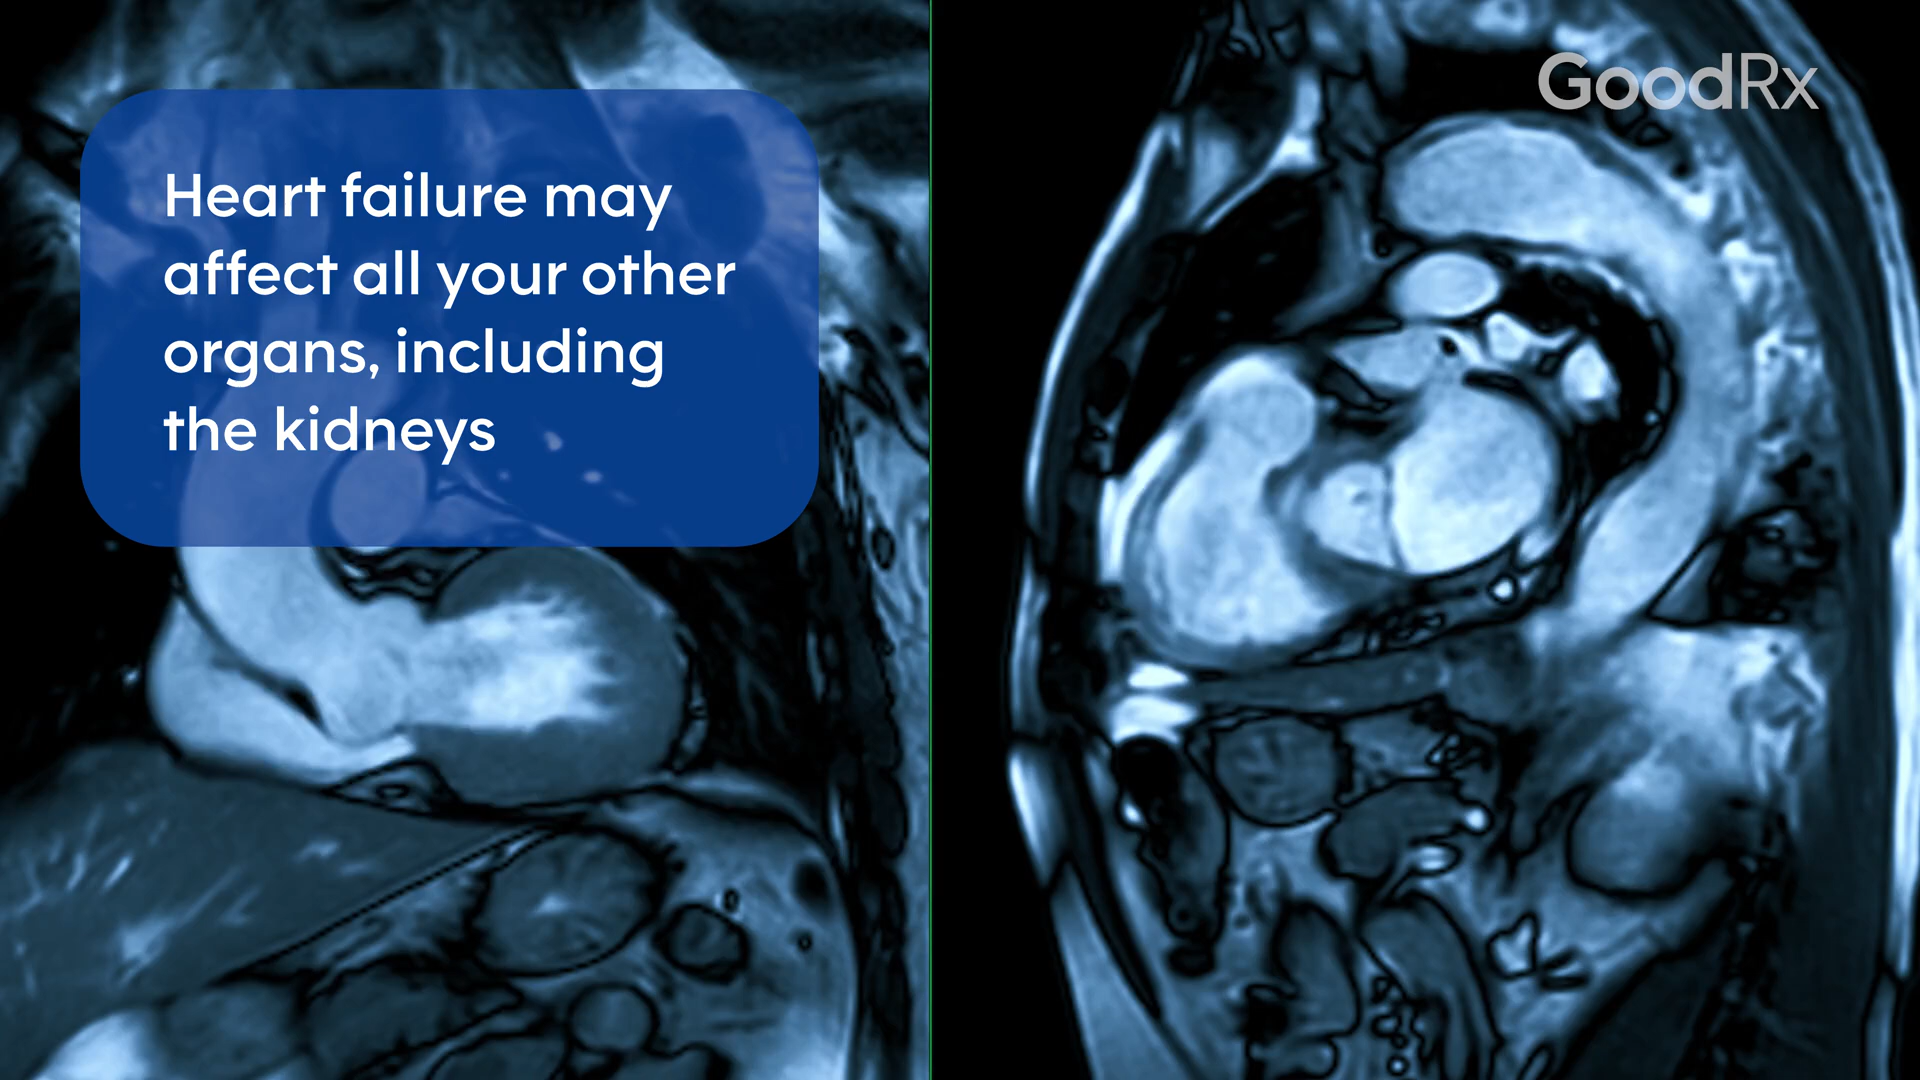 GoodRx
Heart failure may
affect all your other
organs, including
the kidneys